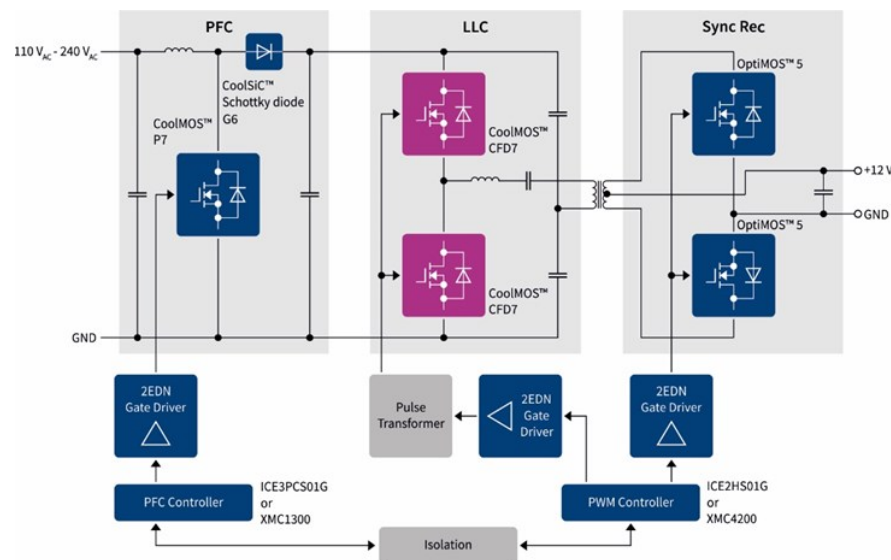 PFC
LLC
Sync Rec
110 VAC - 240 VAC
CoolSiC™
Schottky diode
G6
CoolMOS™
P7
CoolMOS™
CFD7
CoolMOS™
CFD7
OptiMOS™ 5
OptiMOS™ 5
+12 V
GND
GND
2EDN
Gate Driver
Pulse
Transformer
2EDN
Gate
Driver
2EDN
Gate Driver
PFC Controller
ICE3PCS01G
or
XMC1300
PWM Controller
ICE2HS01G
or
XMC4200
Isolation